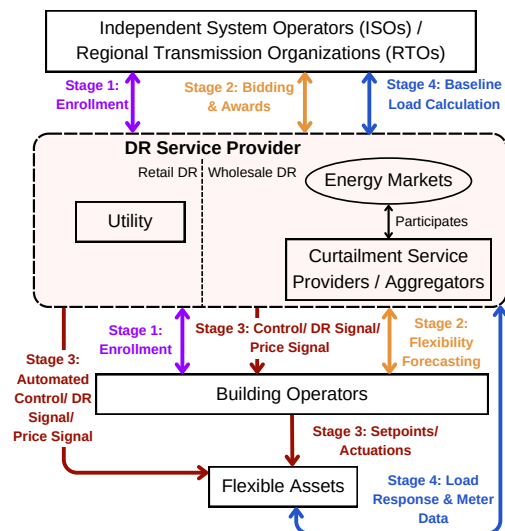 Independent System Operators (ISOs) /
Regional Transmission Organizations (RTOs)
Stage 1:
Enrollment
Stage 2: Bidding
& Awards
Stage 4: Baseline
Load Calculation
DR Service Provider
Retail DR
Wholesale DR
Energy Markets
Utility
Participates
Curtailment Service
Providers / Aggregators
Stage 1:
Enrollment
Stage 3: Control/ DR Signal/
Price Signal
Stage 2:
Flexibility
Forecasting
Stage 3:
Automated
Control/ DR
Signal/
Price Signal
Building Operators
Stage 3: Setpoints/
Actuations
Flexible Assets
Stage 4: Load
Response & Meter
Data